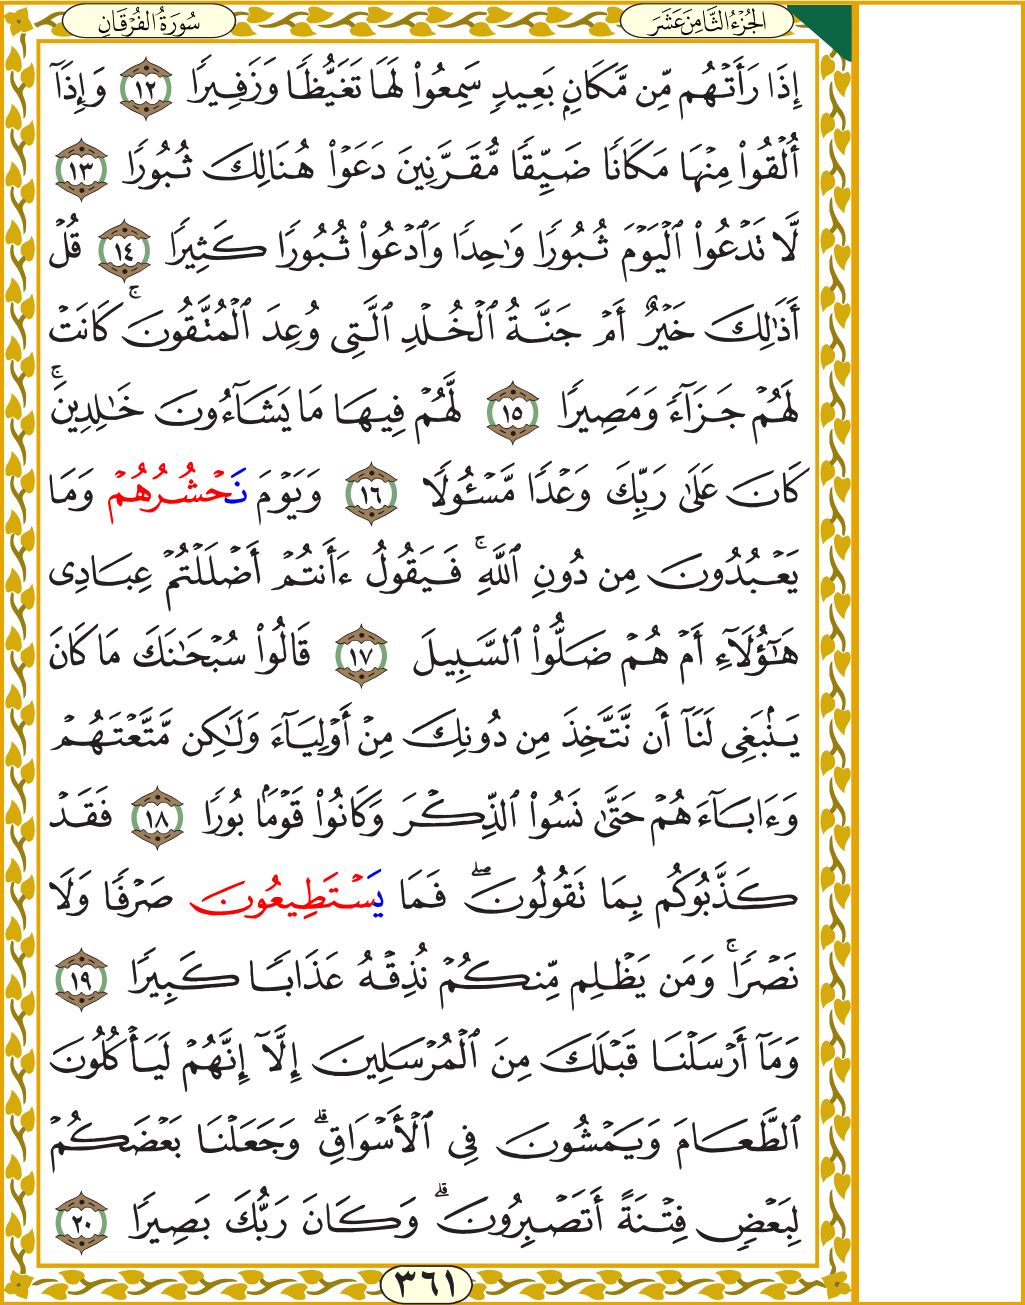 الجُزْءُ الثَّامِنَ عَشَرَ
سُورَةُ الفُرْقَانِ
إِذَا رَأَتْهُم مِّن مَّكَانٍۭ بَعِيدٍ سَمِعُوا۟ لَهَا تَغَيُّظًا وَزَفِيرًا ١٢ وَإِذَآ
أُلْقُوا۟ مِنْهَا مَكَانًا ضَيِّقًا مُّقَرَّنِينَ دَعَوْا۟ هُنَالِكَ ثُبُورًا ١٣
لَّا تَدْعُوا۟ ٱلْيَوْمَ ثُبُورًا وَٰحِدًا وَٱدْعُوا۟ ثُبُورًا كَثِيرًا ١٤ قُلْ
أَذَٰلِكَ خَيْرٌ أَمْ جَنَّةُ ٱلْخُلْدِ ٱلَّتِى وُعِدَ ٱلْمُتَّقُونَ ۚ كَانَتْ
لَهُمْ جَزَآءً وَمَصِيرًا ١٥ لَّهُمْ فِيهَا مَا يَشَآءُونَ خَٰلِدِينَ ۚ
كَانَ عَلَىٰ رَبِّكَ وَعْدًا مَّسْـُٔولًا ١٦ وَيَوْمَ نَحْشُرُهُمْ وَمَا
يَعْبُدُونَ مِن دُونِ ٱللَّهِ ۚ فَيَقُولُ ءَأَنتُمْ أَضْلَلْتُمْ عِبَادِى
هَٰٓؤُلَآءِ أَمْ هُمْ ضَلُّوا۟ ٱلسَّبِيلَ ١٧ قَالُوا۟ سُبْحَٰنَكَ مَا كَانَ
يَنۢبَغِى لَنَآ أَن نَّتَّخِذَ مِن دُونِكَ مِنْ أَوْلِيَآءَ وَلَٰكِن مَّتَّعْتَهُمْ
وَءَابَآءَهُمْ حَتَّىٰ نَسُوا۟ ٱلذِّكْرَ وَكَانُوا۟ قَوْمًۢا بُورًا ١٨ فَقَدْ
كَذَّبُوكُم بِمَا تَقُولُونَ ۖ فَمَا يَسْتَطِيعُونَ صَرْفًا وَلَا
نَصْرًا ۚ وَمَن يَظْلِم مِّنكُمْ نُذِقْهُ عَذَابًا كَبِيرًا ١٩
وَمَآ أَرْسَلْنَا قَبْلَكَ مِنَ ٱلْمُرْسَلِينَ إِلَّآ إِنَّهُمْ لَيَأْكُلُونَ
ٱلطَّعَامَ وَيَمْشُونَ فِى ٱلْأَسْوَاقِ ۗ وَجَعَلْنَا بَعْضَكُمْ
لِبَعْضٍ فِتْنَةً أَتَصْبِرُونَ ۗ وَكَانَ رَبُّكَ بَصِيرًا ٢٠
٣٦١